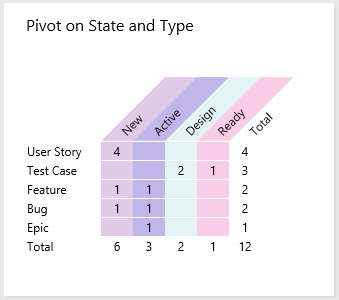 Pivot on State and Type
New Active Design Ready Total
User Story 4 4
Test Case 2 1 3
Feature 1 1 2
Bug 1 1 2
Epic 1 1
Total 6 3 2 1 12